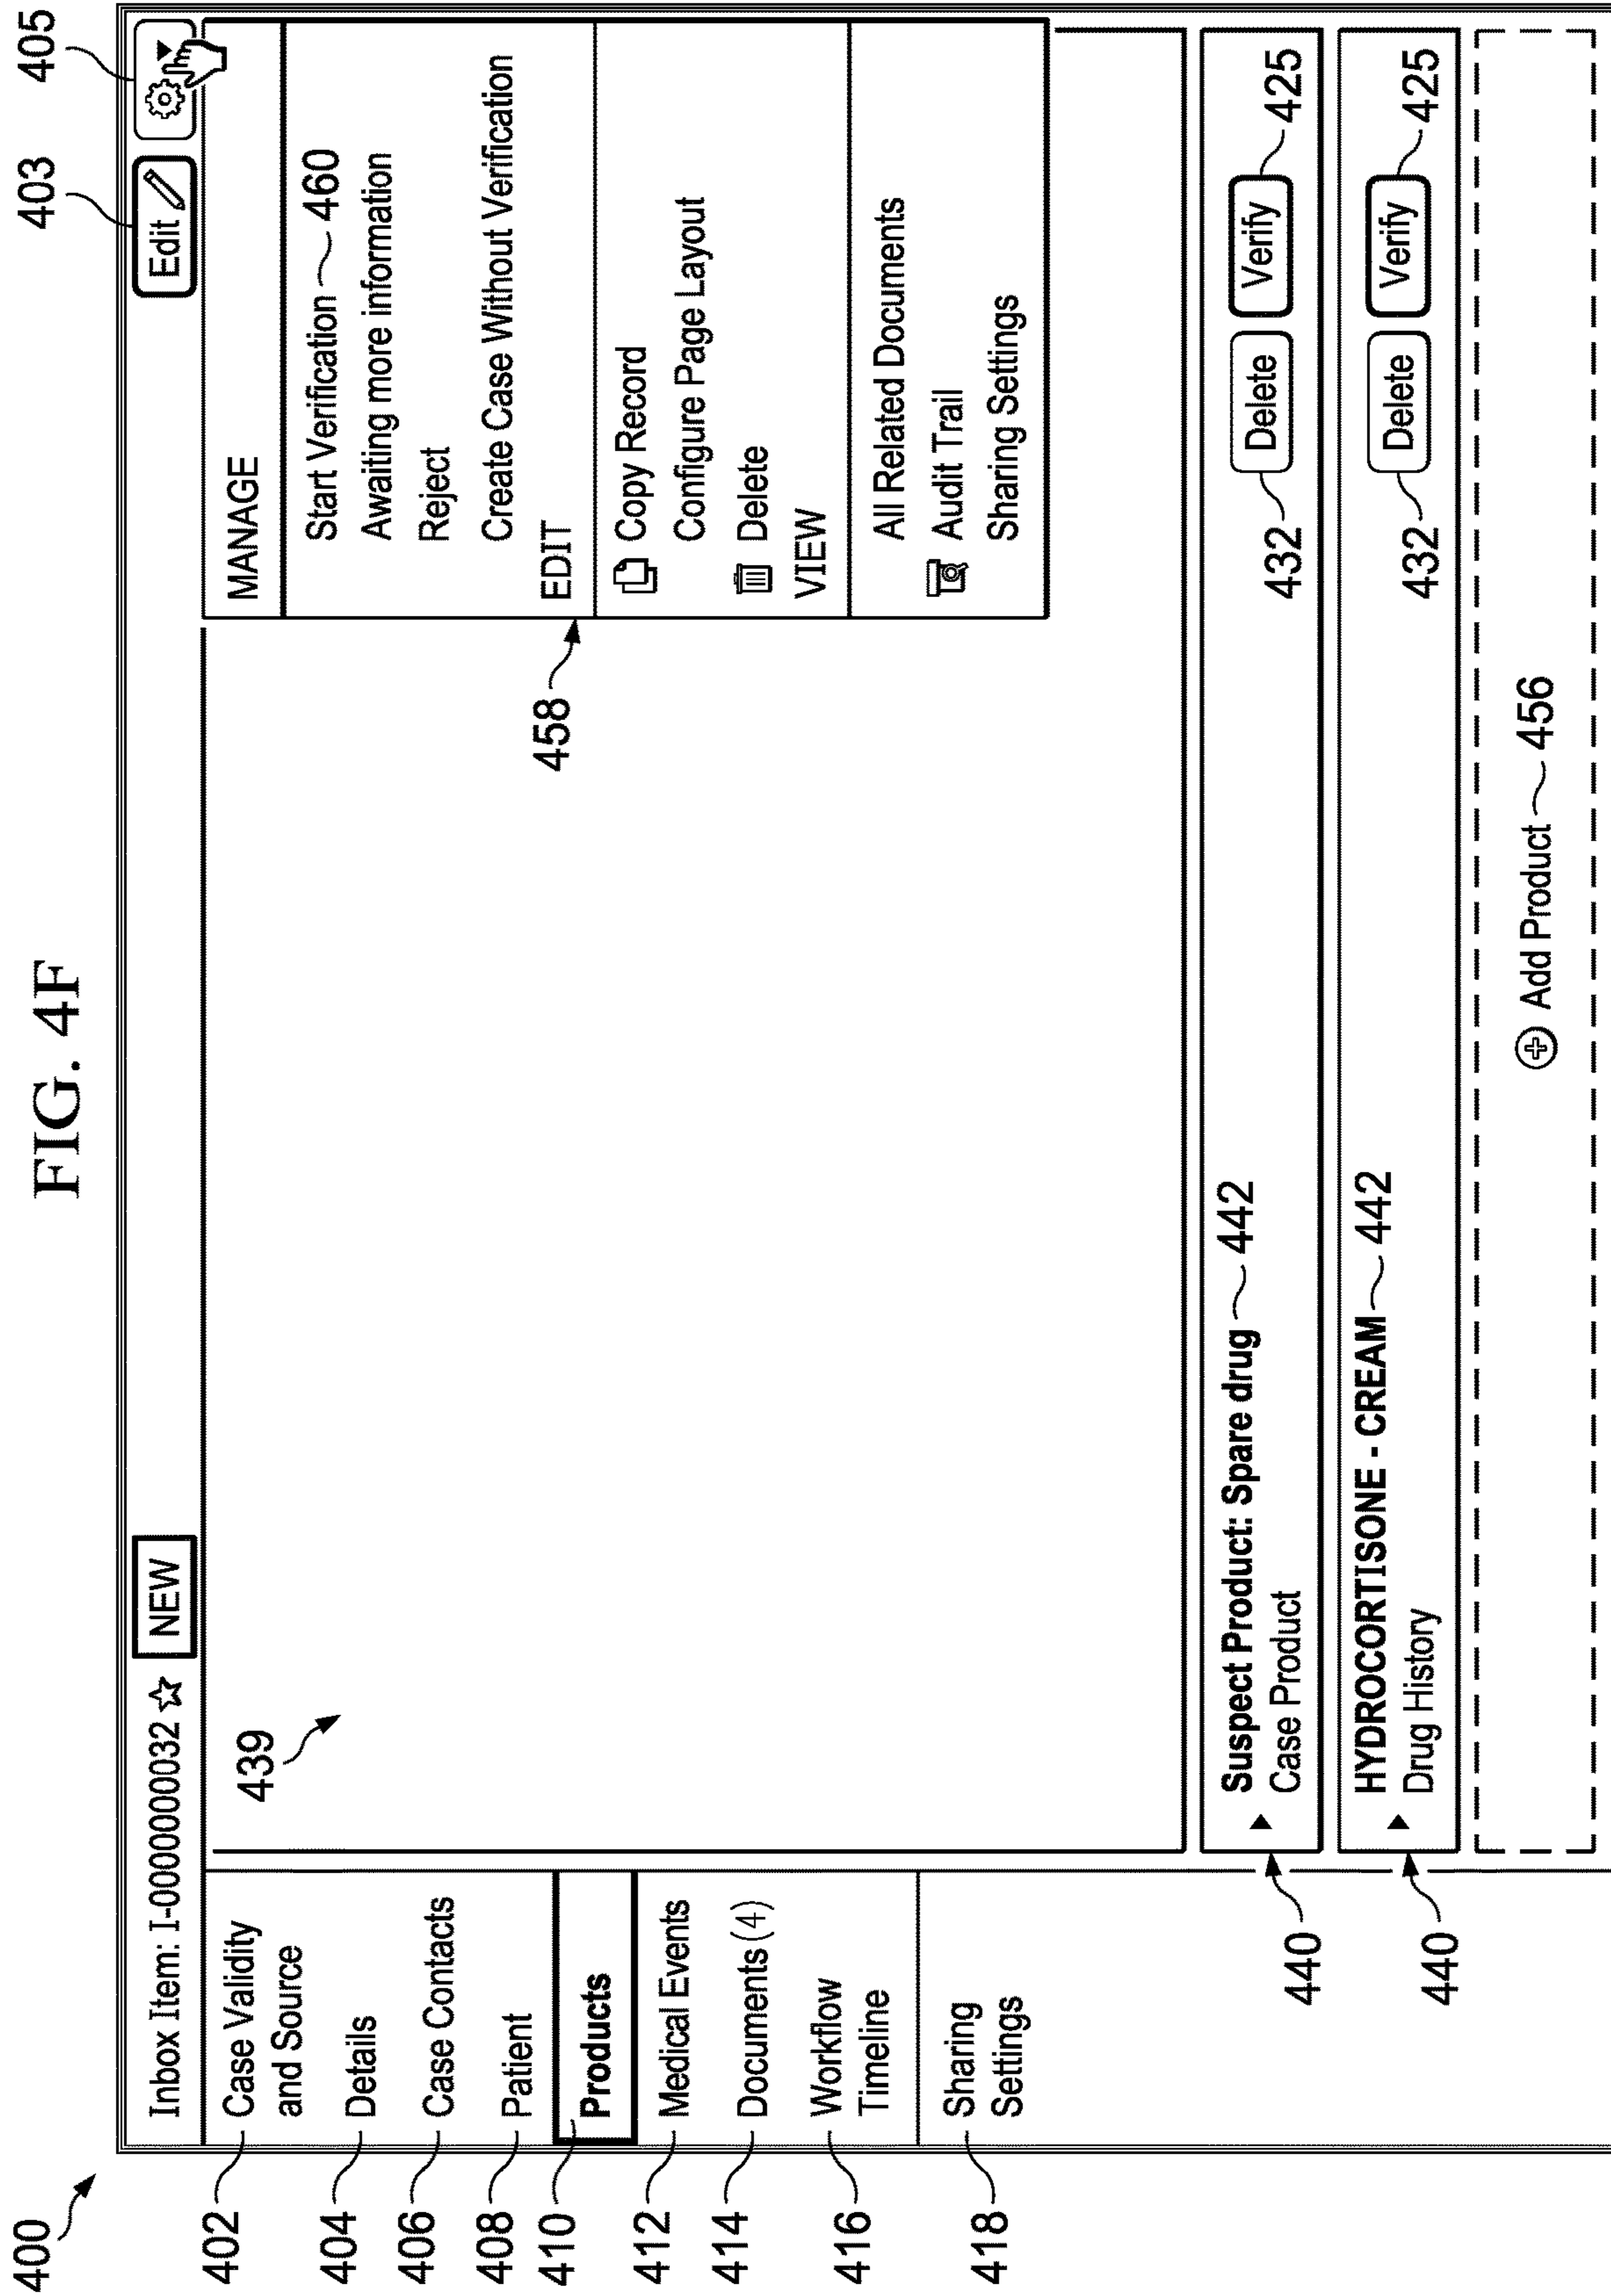 FIG. 4F
400
403
405
Inbox Item: I-0000000032
NEW
Edit
402
Case Validity
and Source
404
Details
406
Case Contacts
408
Patient
410
Products
412
Medical Events
414
Documents (4)
416
Workflow
Timeline
418
Sharing
Settings
439
458
MANAGE
Start Verification 460
Awaiting more information
Reject
Create Case Without Verification
EDIT
Copy Record
Configure Page Layout
Delete
VIEW
All Related Documents
Audit Trail
Sharing Settings
440
Suspect Product: Spare drug 442
Case Product
432 Delete Verify 425
440
HYDROCORTISONE - CREAM 442
Drug History
432 Delete Verify 425
Add Product 456